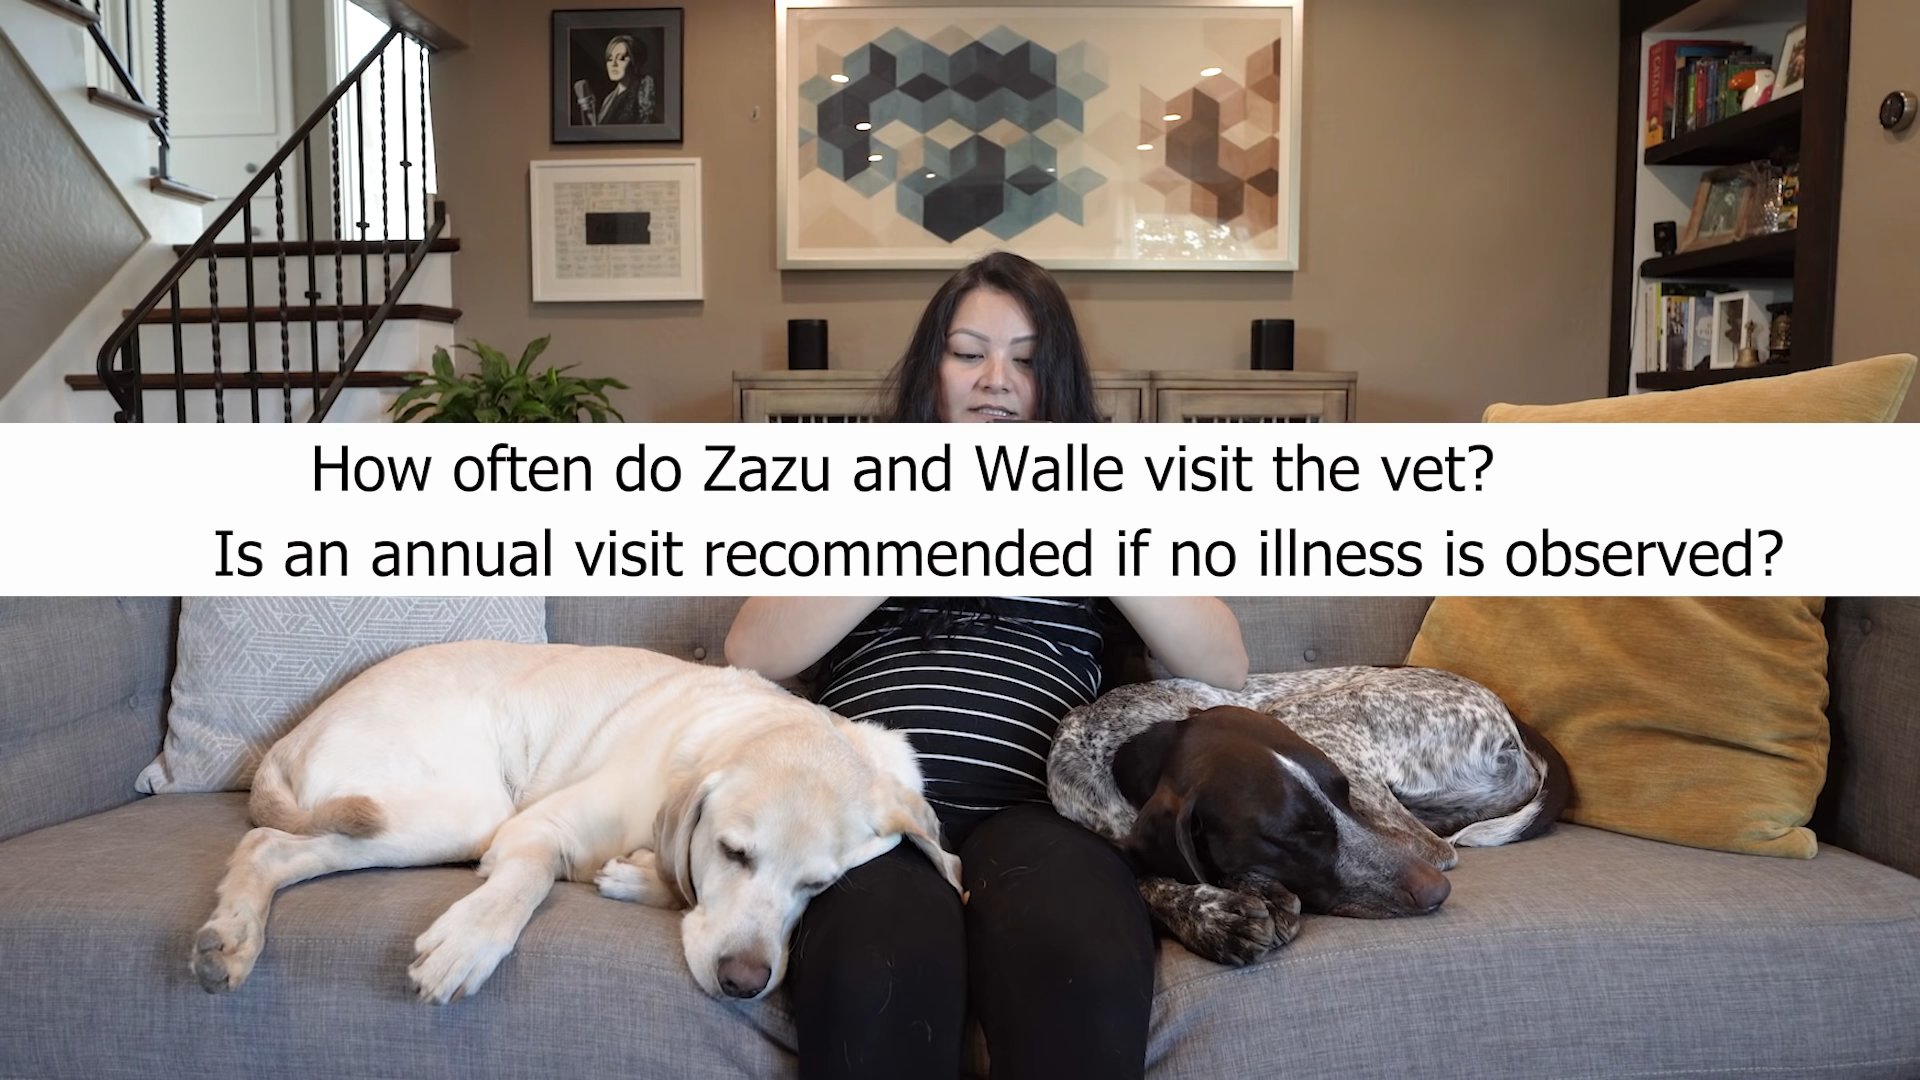 CATAN
How often do Zazu and Walle visit the vet?
Is an annual visit recommended if no illness is observed?